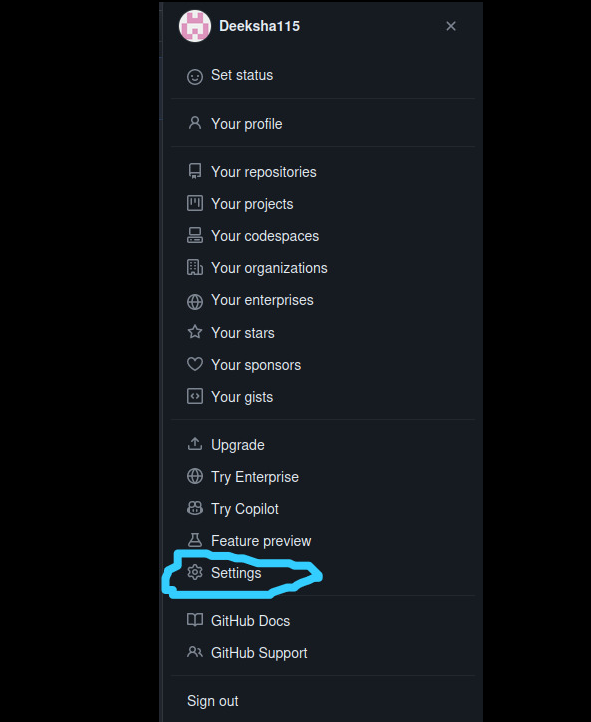 Deeksha115
Set status
Your profile
Your repositories
Your projects
Your codespaces
Your organizations
Your enterprises
Your stars
Your sponsors
Your gists
Upgrade
Try Enterprise
Try Copilot
Feature preview
Settings
GitHub Docs
GitHub Support
Sign out